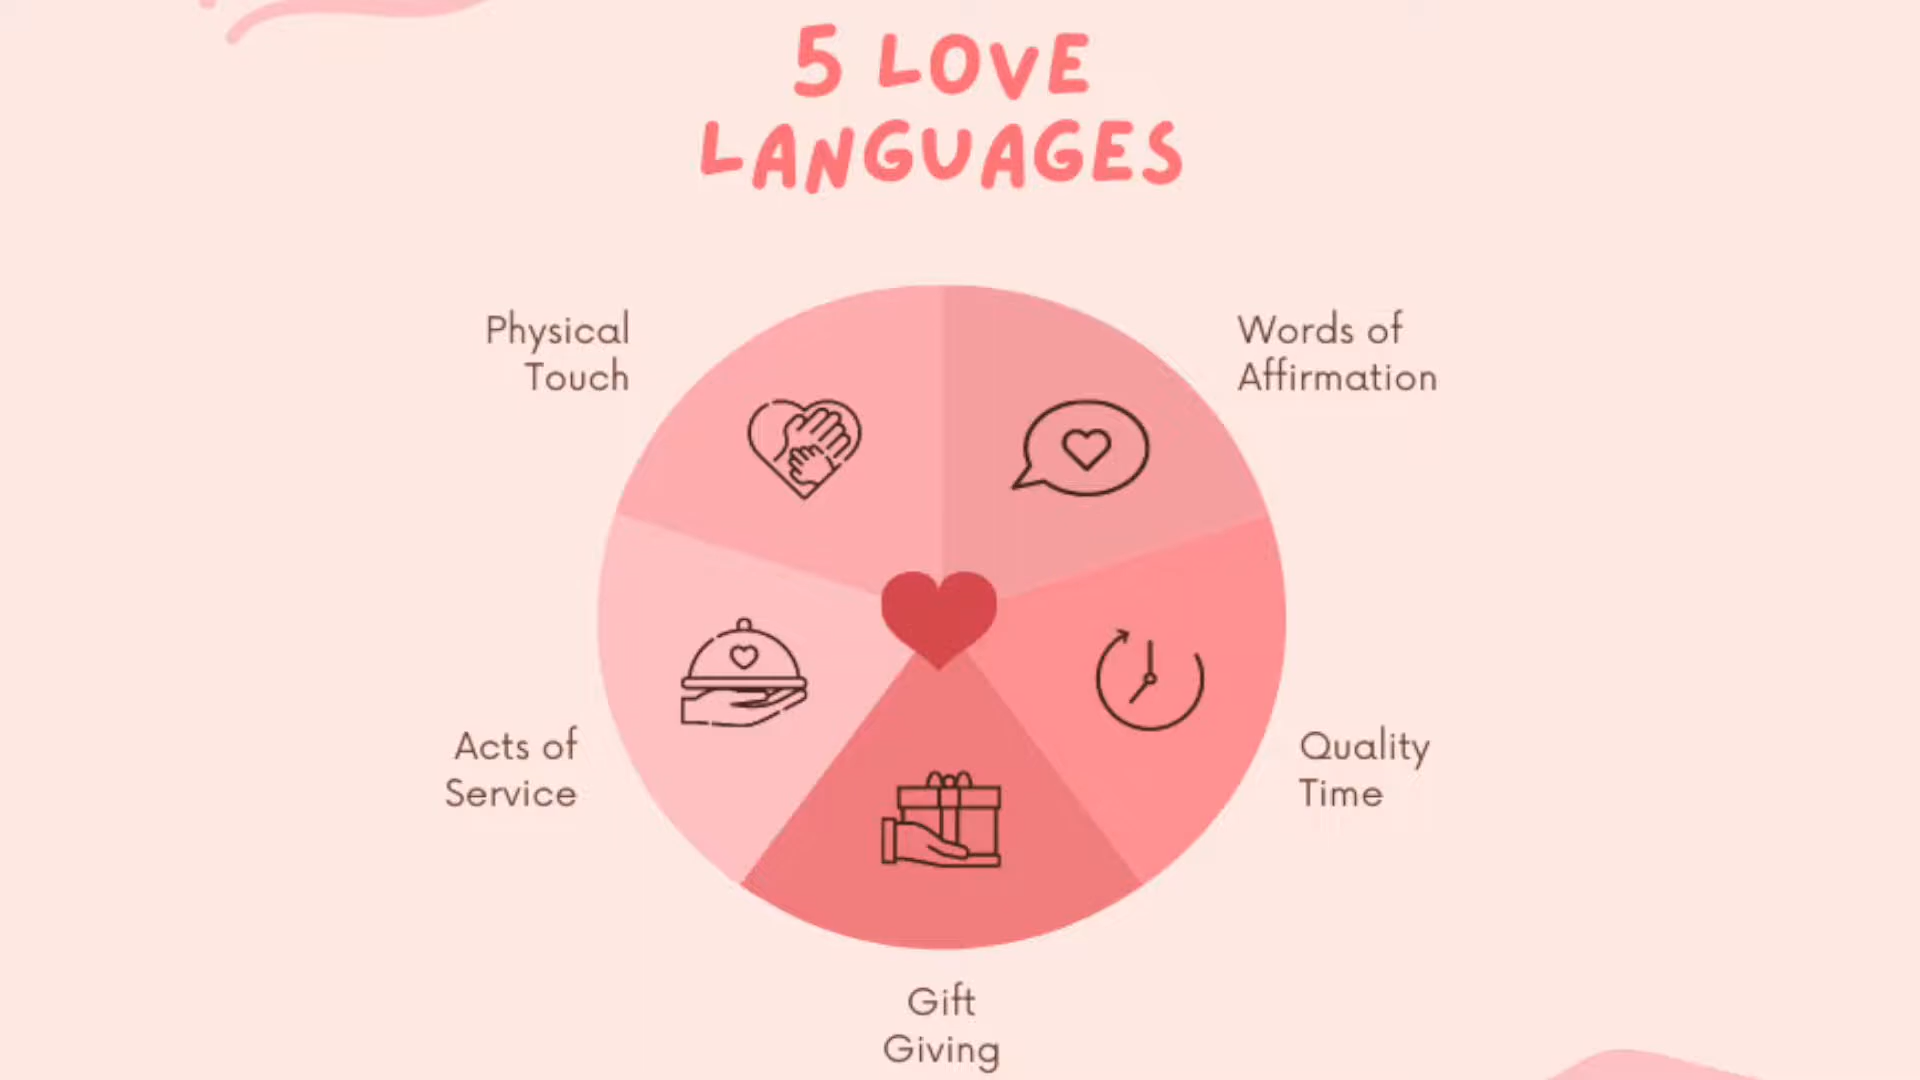 5 LOVE
LANGUAGES
Physical
Touch
Words of
Affirmation
Acts of
Service
Quality
Time
Gift
Giving